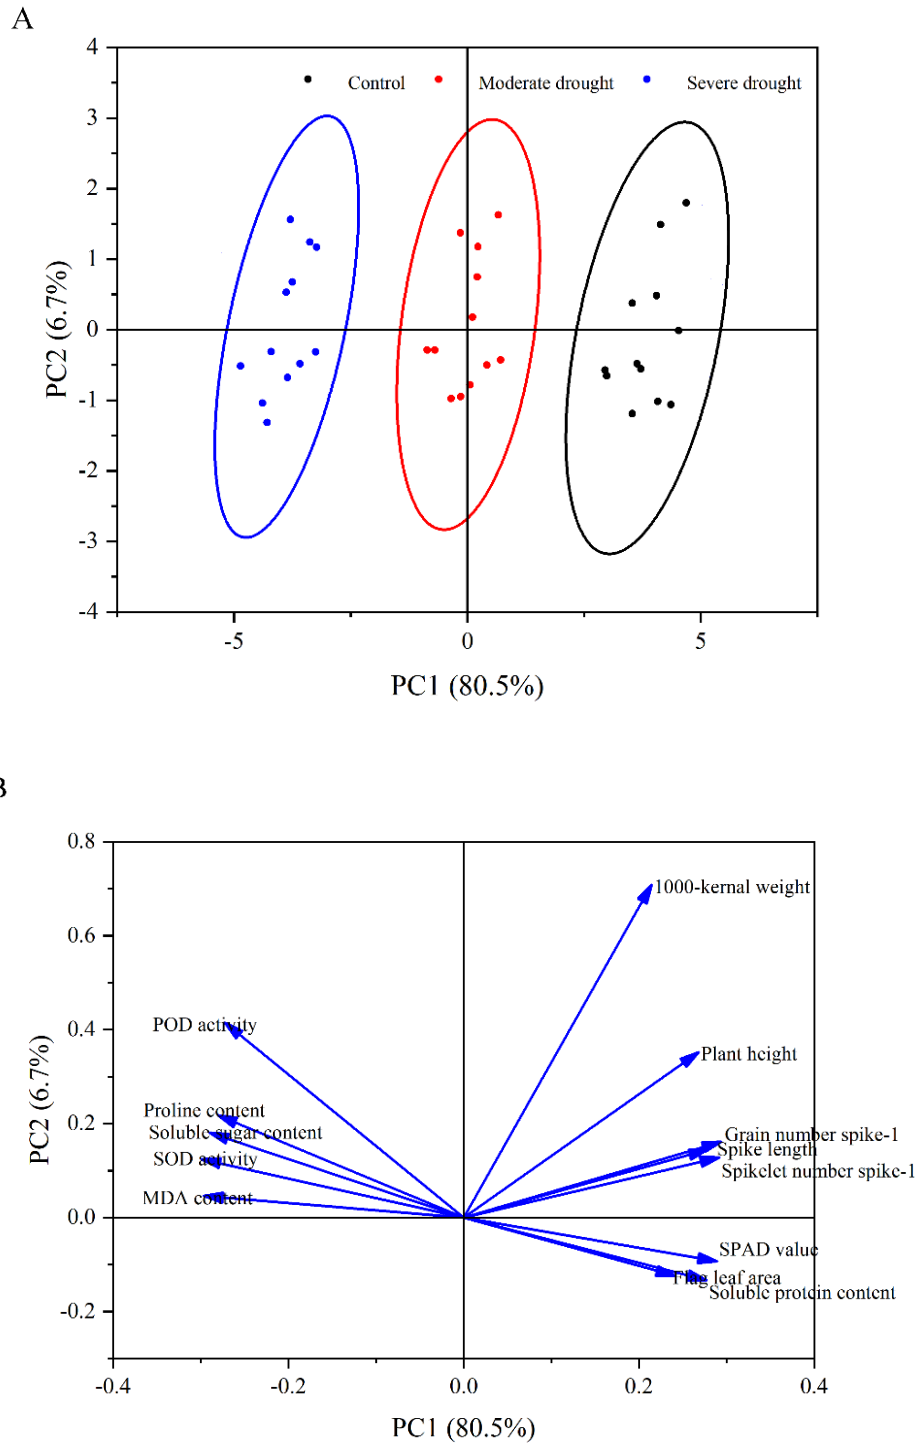 A
4
Control Moderate drought Severe drought
3
2
1
0
-1
-2
-3
-4
PC2 (6.7%)
-5 0 5
PC1 (80.5%)
B
0.8
1000-kernal weight
0.6
POD activity
0.4
Plant height
Proline content
0.2
Soluble sugar content
Grain number spike-1
Spike length
SOD activity
Spikelet number spike-1
MDA content
0.0
SPAD value
Flag leaf area
Soluble protein content
-0.2
PC2 (6.7%)
-0.4 -0.2 0.0 0.2 0.4
PC1 (80.5%)